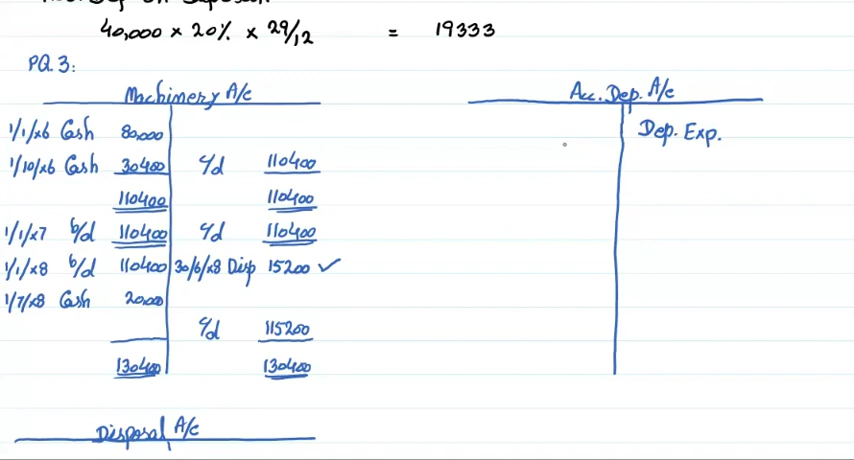 40,000 × 20% × 29/12 = 19333
PQ.3:
Machinery A/c
1/1/x6 Cash 80,000
1/10/x6 Cash 30400 c/d 110400
110400 110400
1/1/x7 b/d 110400 c/d 110400
1/1/x8 b/d 110400 30/6/x8 Disp 15200 ✓
1/7/x8 Cash 20,000
c/d 115200
130400 130400
Acc. Dep. A/c
Dep. Exp.
Disposal A/c